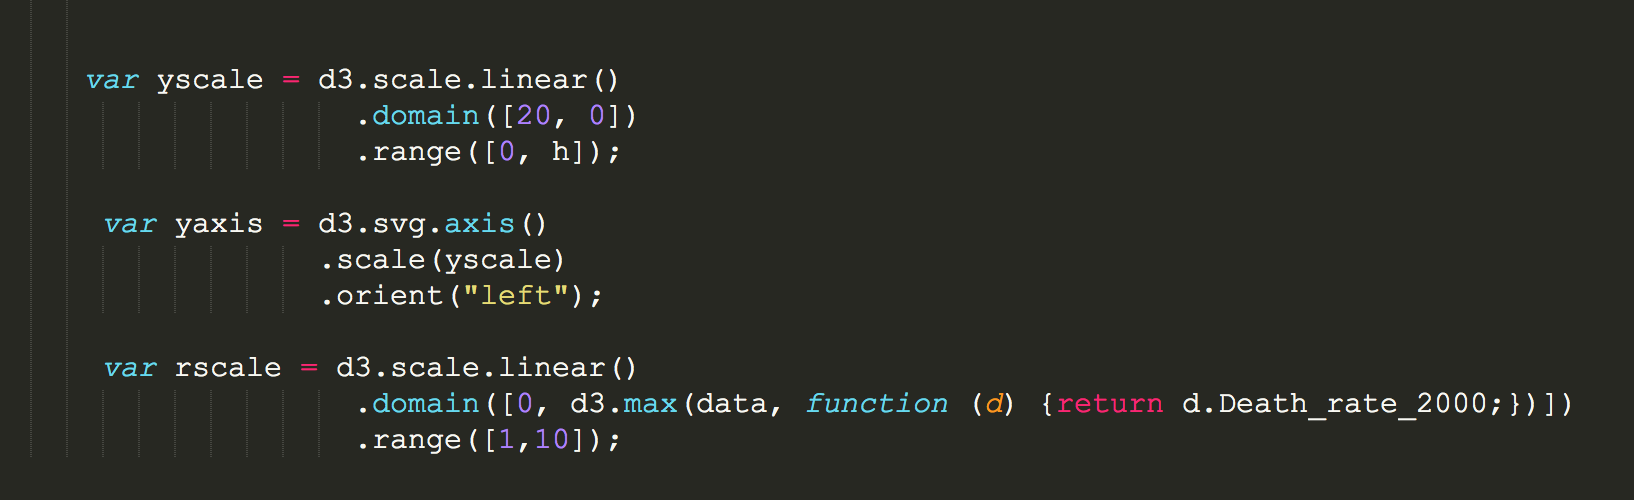 var yscale = d3.scale.linear()
.domain([20, 0])
.range([0, h]);
var yaxis = d3.svg.axis()
.scale(yscale)
.orient("left");
var rscale = d3.scale.linear()
.domain([0, d3.max(data, function (d) {return d.Death_rate_2000;})])
.range([1,10]);